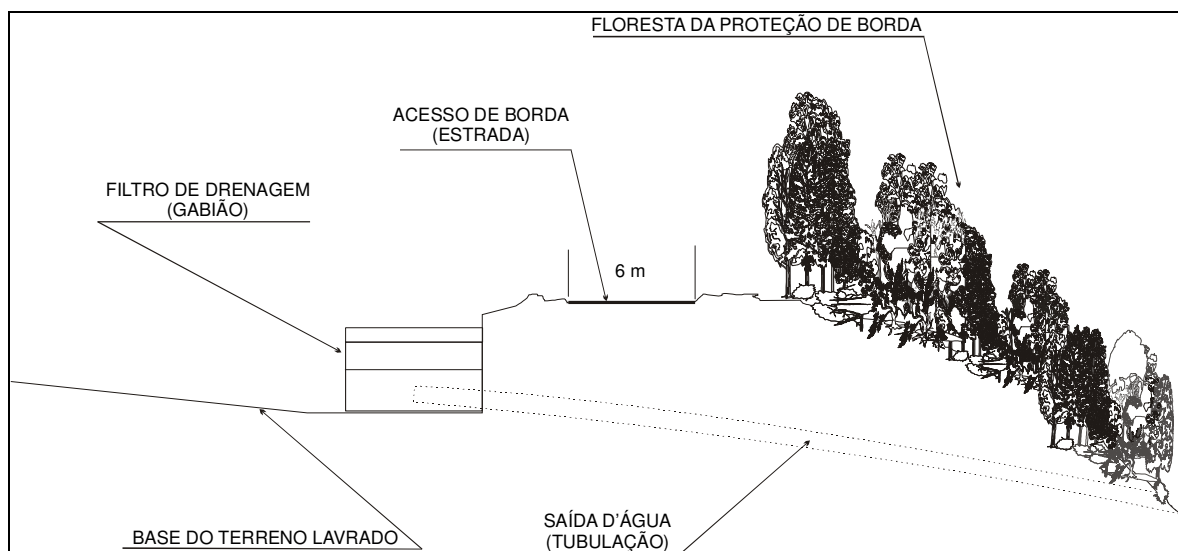 FLORESTA DA PROTEÇÃO DE BORDA
ACESSO DE BORDA
(ESTRADA)
FILTRO DE DRENAGEM
(GABIÃO)
6 m
BASE DO TERRENO LAVRADO
SAÍDA D'ÁGUA
(TUBULAÇÃO)